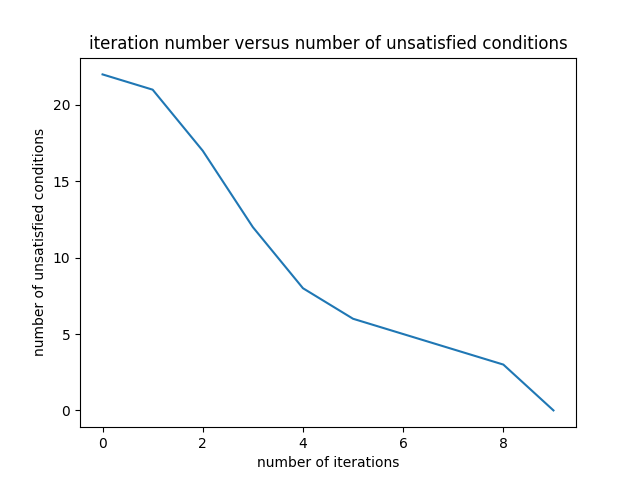 iteration number versus number of unsatisfied conditions
number of unsatisfied conditions
20
15
10
5
0
0 2 4 6 8
number of iterations